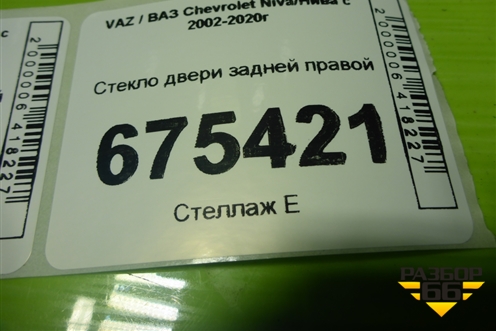 с
VAZ / ВАЗ Chevrolet Niva/Нива с
2002-2020г
Стекло двери задней правой
675421
Стеллаж Е
2000006418227
2000006418227
РАЗБОР
66